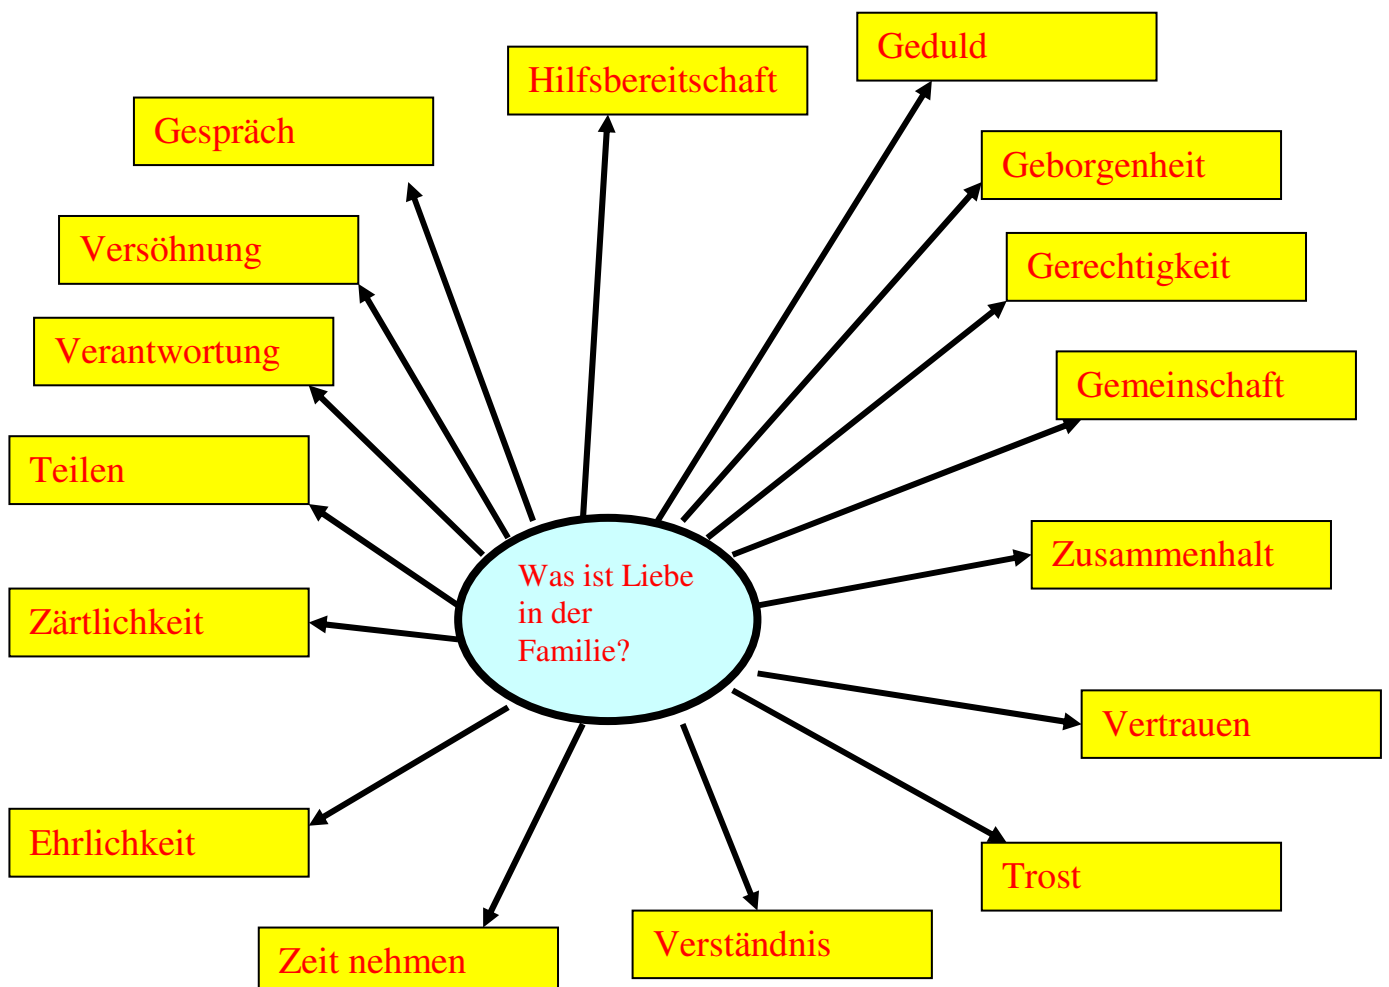 Geduld
Hilfsbereitschaft
Gespräch
Geborgenheit
Versöhnung
Gerechtigkeit
Verantwortung
Gemeinschaft
Teilen
Zusammenhalt
Was ist Liebe
in der
Familie?
Zärtlichkeit
Vertrauen
Ehrlichkeit
Trost
Verständnis
Zeit nehmen